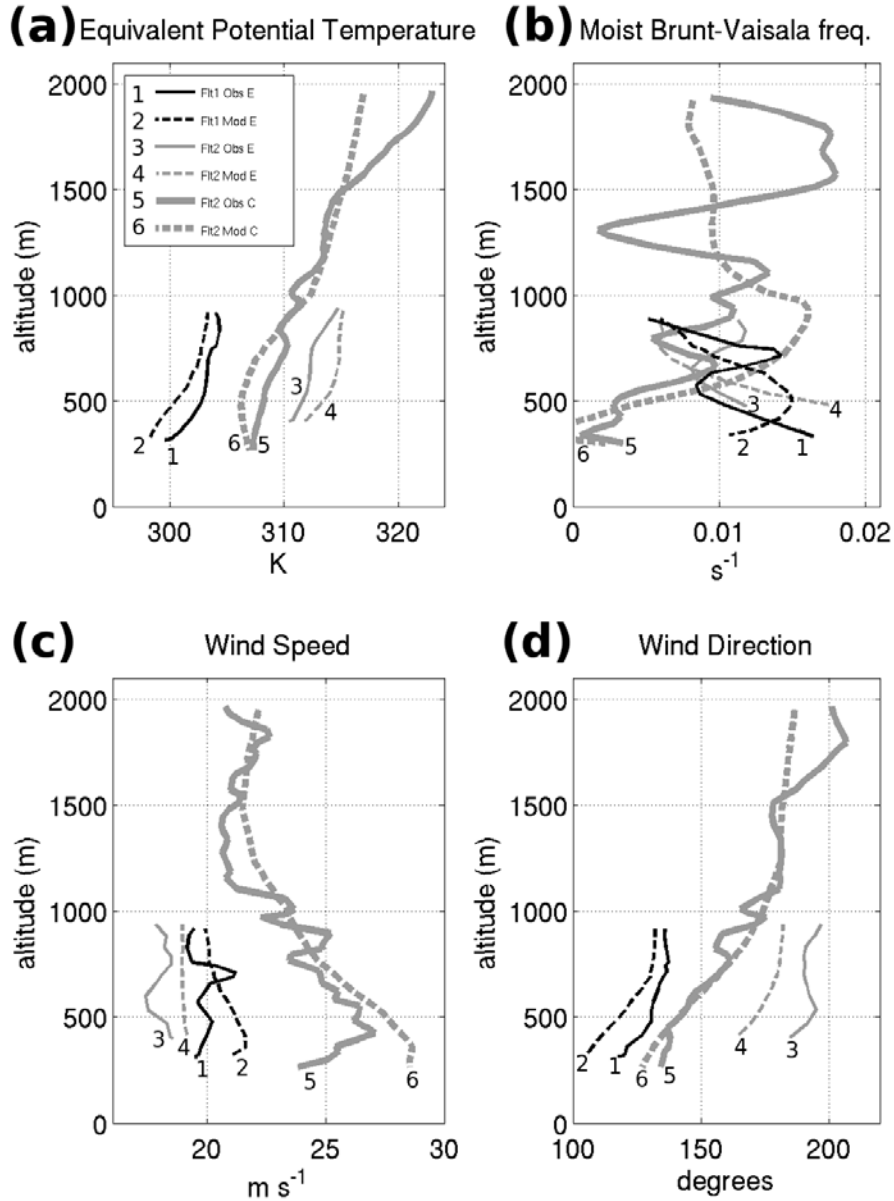 (a) Equivalent Potential Temperature
2000
1500
1000
500
0
altitude (m)
300 310 320
K
1 Flt1 Obs E
2 Flt1 Mod E
3 Flt2 Obs E
4 Flt2 Mod E
5 Flt2 Obs C
6 Flt2 Mod C
2 1 6 5 3 4
(b) Moist Brunt-Vaisala freq.
2000
1500
1000
500
0
altitude (m)
0 0.01 0.02
s-1
6 5 3 2 4 1
(c) Wind Speed
2000
1500
1000
500
0
altitude (m)
20 25 30
m s-1
3 4 1 2 5 6
(d) Wind Direction
2000
1500
1000
500
0
altitude (m)
100 150 200
degrees
2 1 6 5 4 3